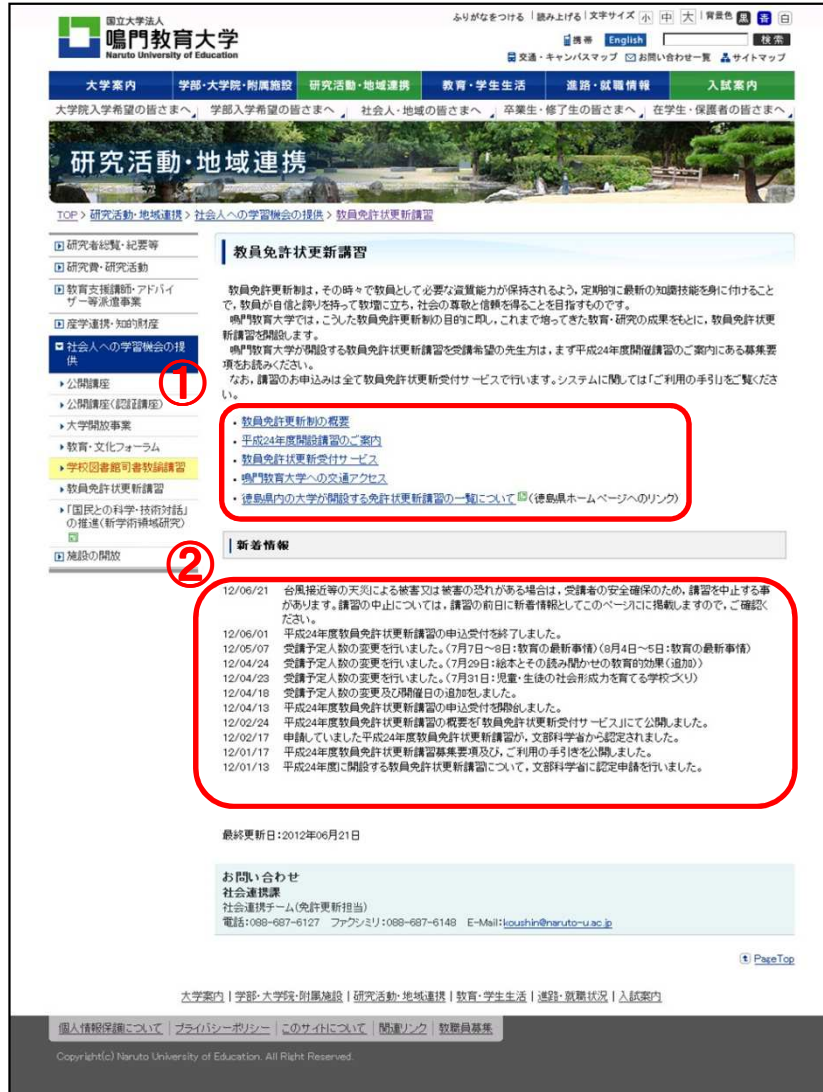 国立大学法人
鳴門教育大学
Naruto University of Education
ふりがなをつける | 読み上げる | 文字サイズ 小 中 大 | 背景色 黒 青 白
携帯 English 検索
交通・キャンパスマップ お問い合わせ一覧 サイトマップ
大学案内 学部・大学院・附属施設 研究活動・地域連携 教育・学生生活 進路・就職情報 入試案内
大学院入学希望の皆さまへ 学部入学希望の皆さまへ 社会人・地域の皆さまへ 卒業生・修了生の皆さまへ 在学生・保護者の皆さまへ
研究活動・地域連携
TOP > 研究活動・地域連携 > 社会人への学習機会の提供 > 教員免許状更新講習
研究者総覧・紀要等
研究費・研究活動
教育支援講師・アドバイ
ザー等派遣事業
産学連携・知的財産
社会人への学習機会の提
供
公開講座
公開講座(認証講座)
大学開放事業
教育・文化フォーラム
学校図書館司書教諭講習
教員免許状更新講習
「国民との科学・技術対話」
の推進(新学術領域研究)
施設の開放
教員免許状更新講習
教員免許更新制は，その時々で教員として必要な資質能力が保持されるよう，定期的に最新の知識技能を身に付けること
で，教員が自信と誇りを持って教壇に立ち，社会の尊敬と信頼を得ることを目指すものです。
鳴門教育大学では，こうした教員免許更新制の目的に即し，これまで培ってきた教育・研究の成果をもとに，教員免許状更
新講習を開設します。
鳴門教育大学が開設する教員免許状更新講習を受講希望の先生方は，まず平成24年度開催講習のご案内にある募集要
項をお読みください。
なお，講習のお申込みは全て教員免許状更新受付サービスで行います。システムに関しては「ご利用の手引」をご覧くださ
い。
①
・教員免許更新制の概要
・平成24年度開設講習のご案内
・教員免許状更新受付サービス
・鳴門教育大学への交通アクセス
・徳島県内の大学が開設する免許状更新講習の一覧について(徳島県ホームページへのリンク)
新着情報
②
12/06/21 台風接近等の天災による被害又は被害の恐れがある場合は，受講者の安全確保のため，講習を中止する事
があります。講習の中止については，講習の前日に新着情報としてこのページにに掲載しますので，ご確認く
ださい。
12/06/01 平成24年度教員免許状更新講習の申込受付を終了しました。
12/05/07 受講予定人数の変更を行いました。(7月7日～8日：教育の最新事情)(8月4日～5日：教育の最新事情)
12/04/24 受講予定人数の変更を行いました。(7月29日：絵本とその読み聞かせの教育的効果(追加))
12/04/23 受講予定人数の変更を行いました。(7月31日：児童・生徒の社会形成力を育てる学校づくり)
12/04/18 受講予定人数の変更及び開催日の追加をしました。
12/04/13 平成24年度教員免許状更新講習の申込受付を開始しました。
12/02/24 平成24年度教員免許状更新講習の概要を「教員免許状更新受付サービス」にて公開しました。
12/02/17 申請していました平成24年度教員免許状更新講習が，文部科学省から認定されました。
12/01/17 平成24年度教員免許状更新講習募集要項及び，ご利用の手引きを公開しました。
12/01/13 平成24年度に開設する教員免許状更新講習について，文部科学省に認定申請を行いました。
最終更新日：2012年06月21日
お問い合わせ
社会連携課
社会連携チーム(免許更新担当)
電話：088-687-6127 ファクシミリ：088-687-6148 E-Mail：koushin@naruto-u.ac.jp
PageTop
大学案内 | 学部・大学院・附属施設 | 研究活動・地域連携 | 教育・学生生活 | 進路・就職状況 | 入試案内
個人情報保護について | プライバシーポリシー | このサイトについて | 関連リンク | 教職員募集
Copyright(c) Naruto University of Education. All Right Reserved.